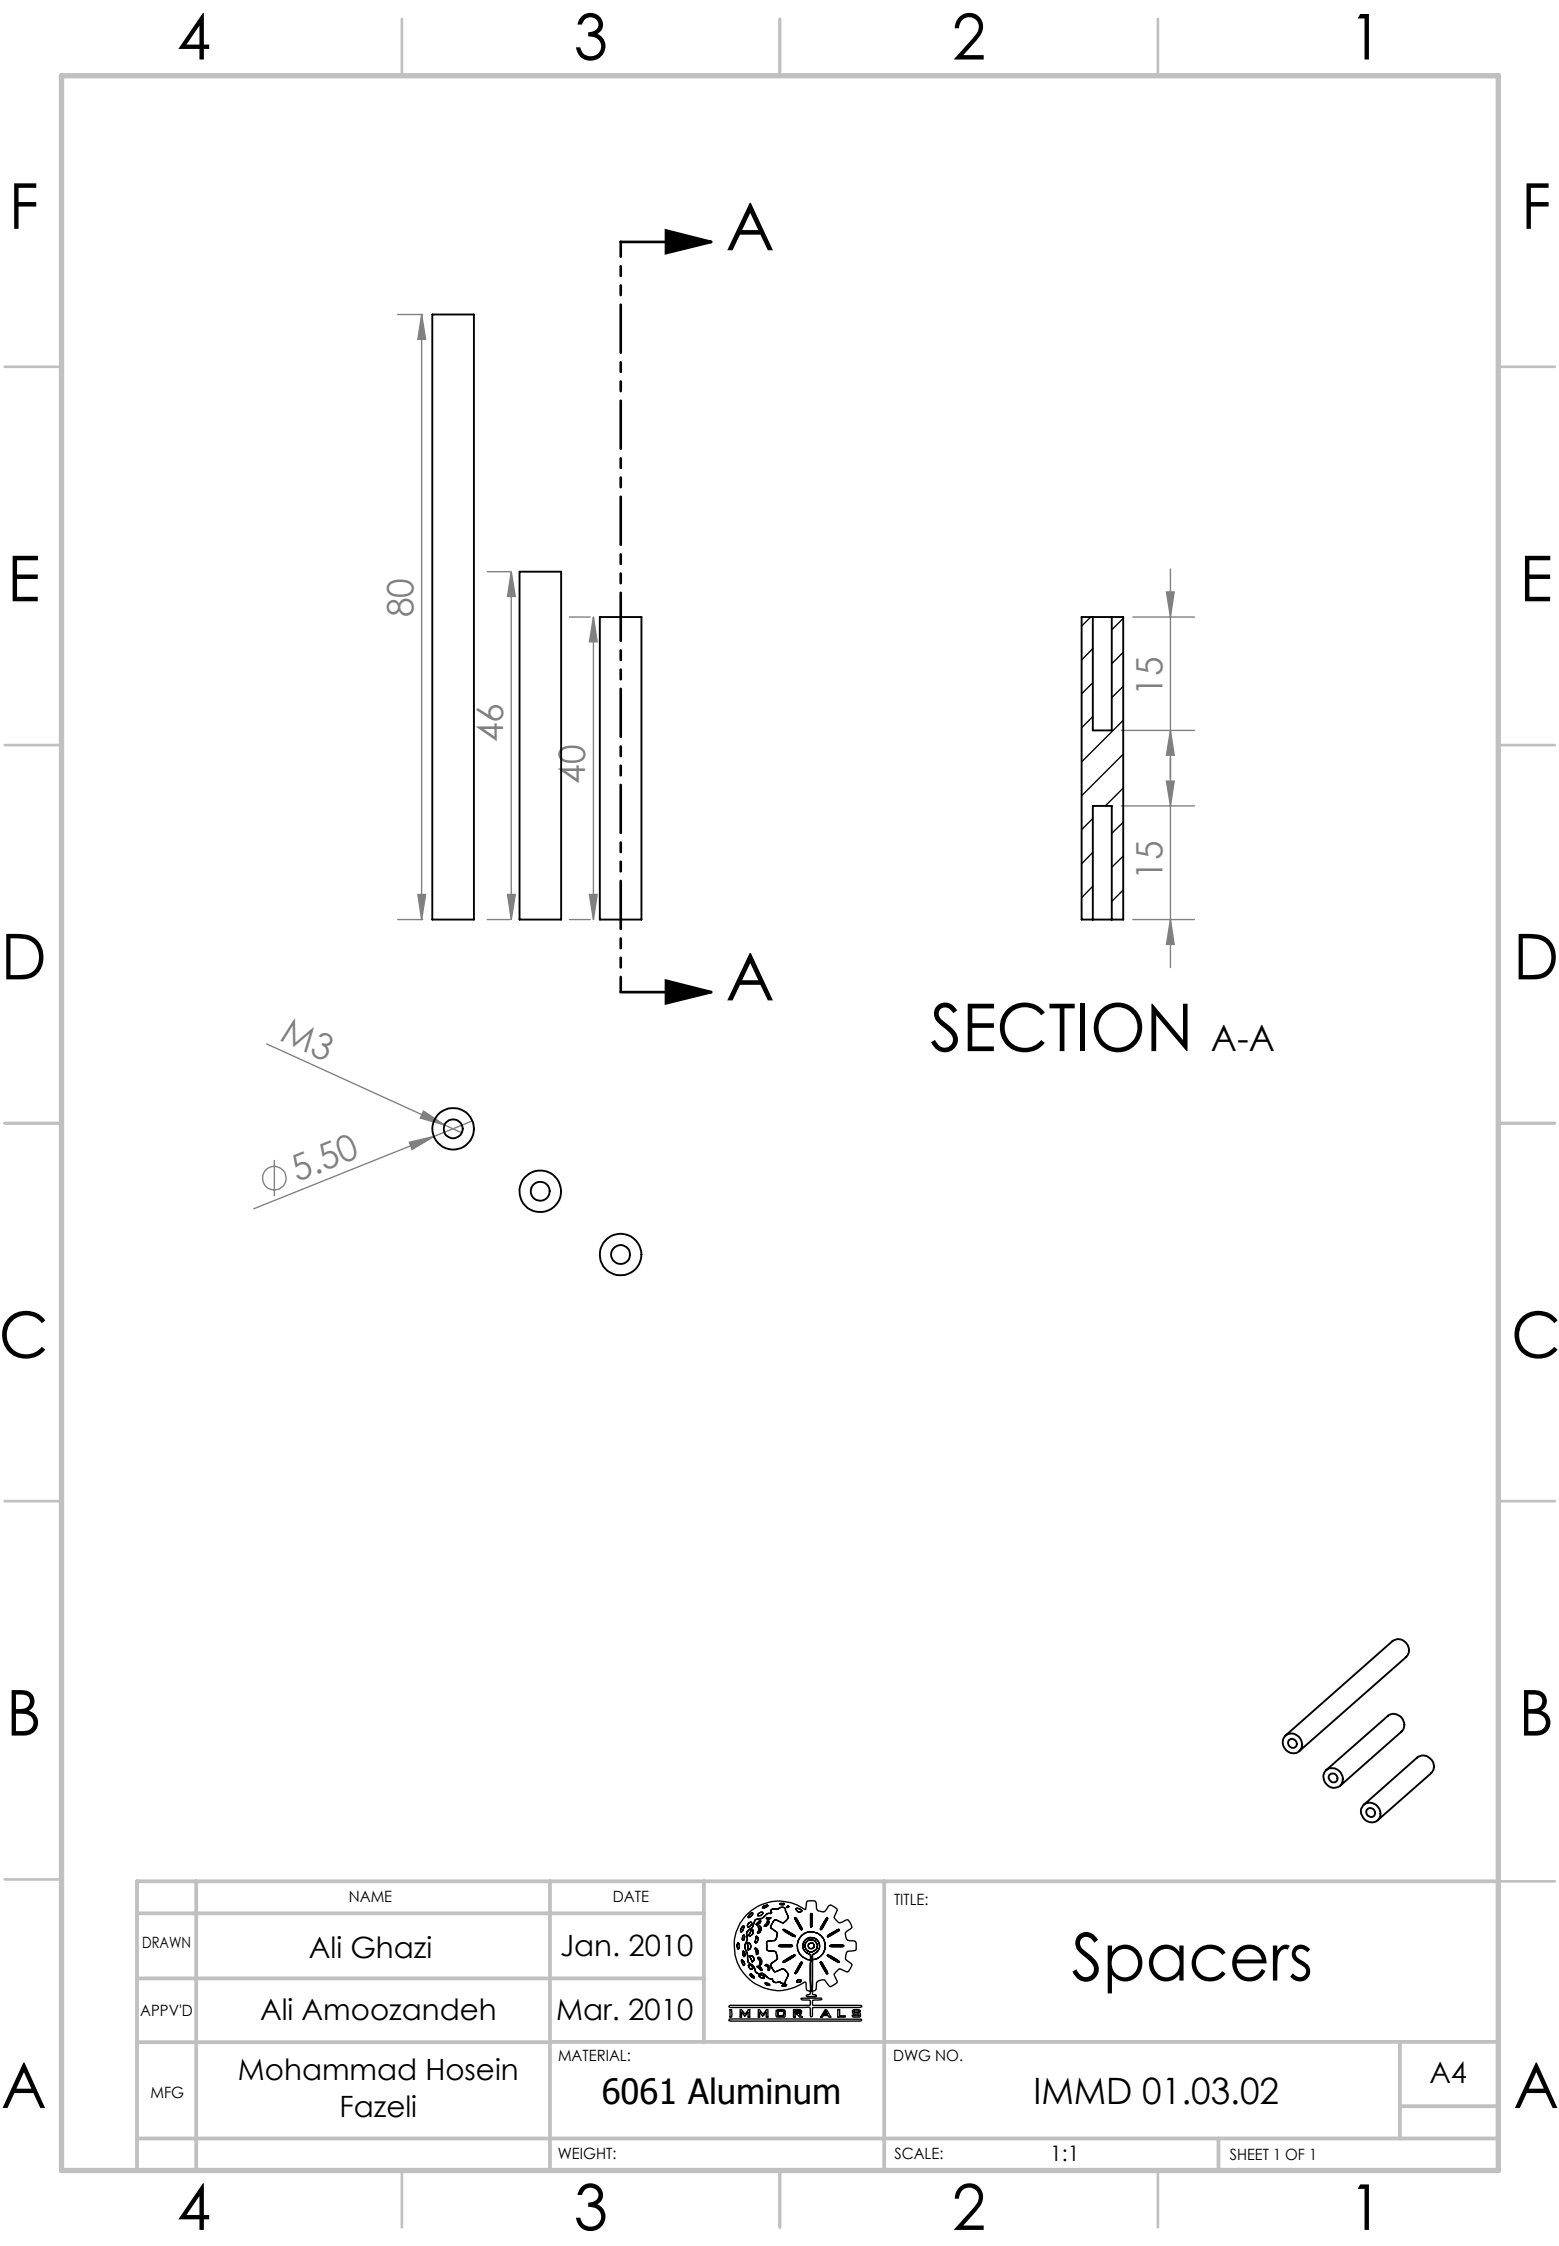 4 3 2 1
F F
A
E E
80
46
40
15
15
D D
A
SECTION A-A
M3
⌀ 5.50
C C
B B
NAME DATE TITLE:
DRAWN Ali Ghazi Jan. 2010 Spacers
APPV'D Ali Amoozandeh Mar. 2010
IMMORTALS
MFG Mohammad Hosein
Fazeli
MATERIAL:
6061 Aluminum
DWG NO.
IMMD 01.03.02
A4
A A
WEIGHT: SCALE: 1:1 SHEET 1 OF 1
4 3 2 1